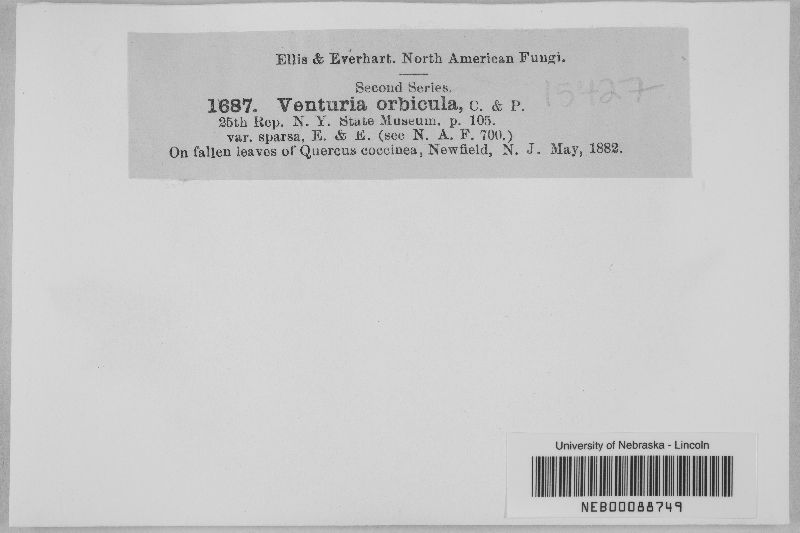 Ellis & Everhart. North American Fungi.
Second Series.
1687. Venturia orbicula, C. & P.
15427
25th Rep. N. Y. State Museum, p. 105.
var. sparsa, E. & E. (see N. A. F. 700.)
On fallen leaves of Quercus coccinea, Newfield, N. J. May, 1882.
University of Nebraska - Lincoln
NEB00088749